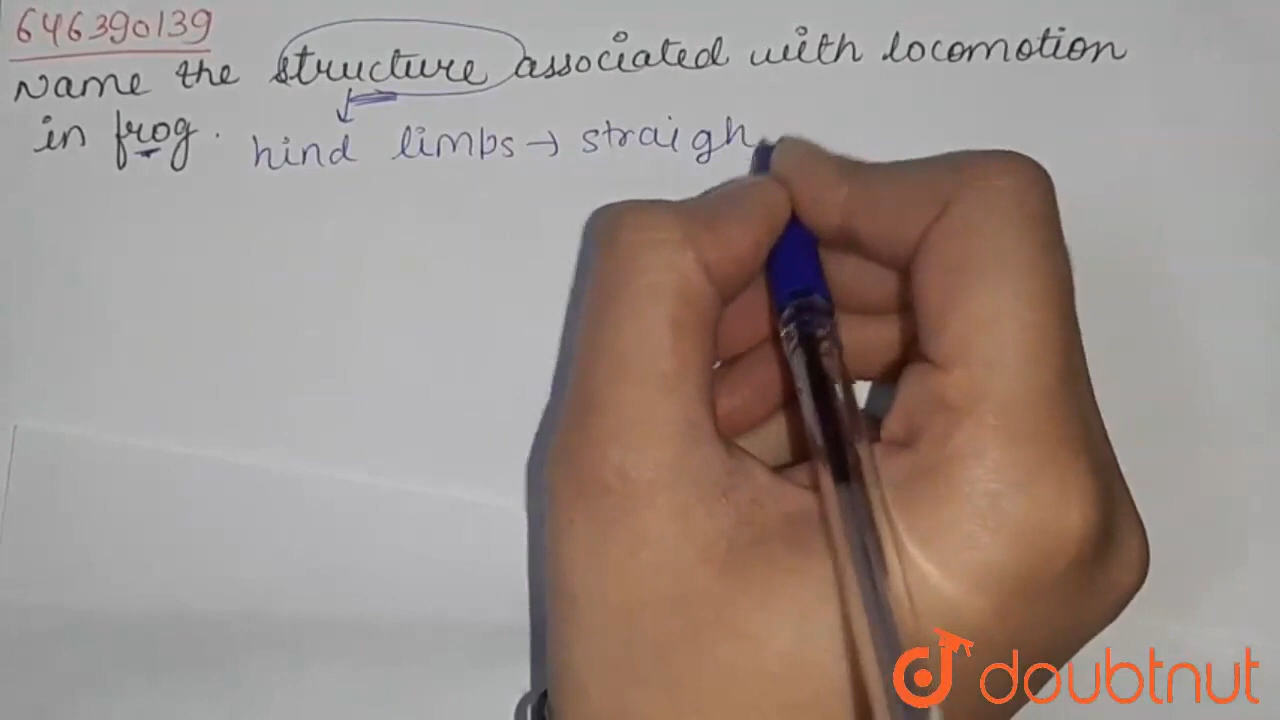 646390139
Name the structure associated with locomotion
in frog. hind limbs → straigh
doubtnut